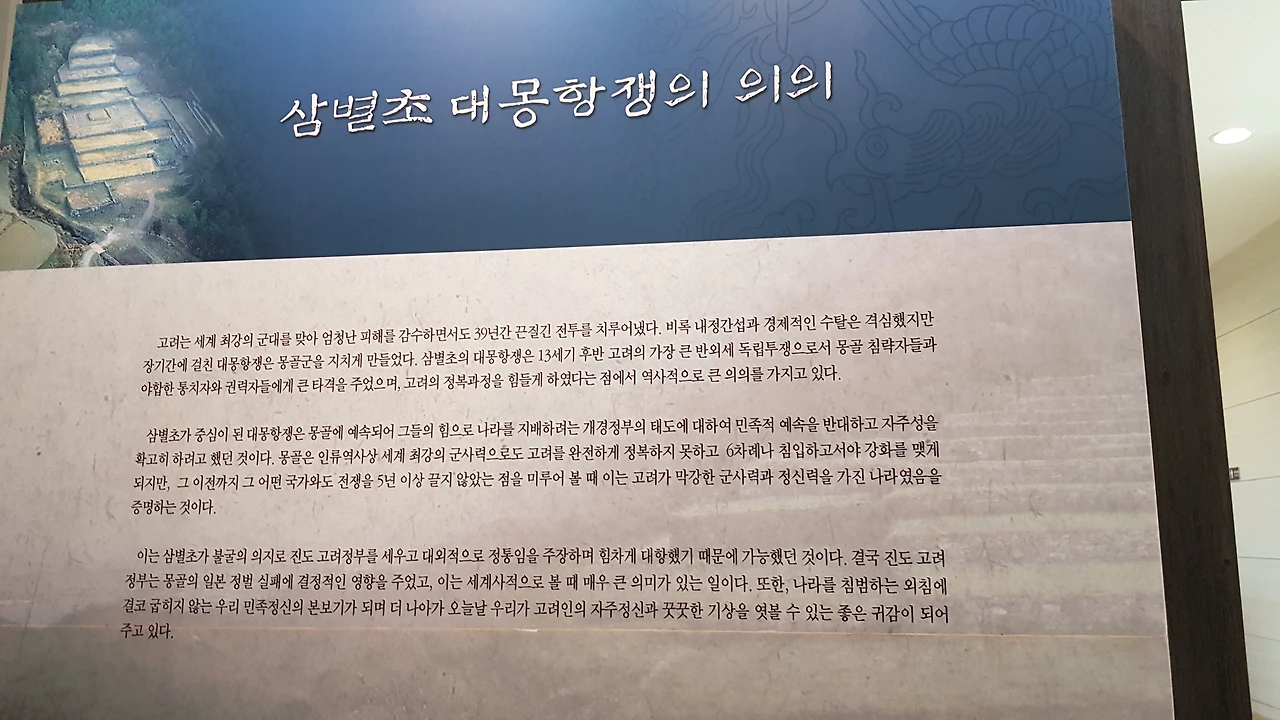 삼별초 대몽항쟁의 의의
고려는 세계 최강의 군대를 맞아 엄청난 피해를 감수하면서도 39년간 끈질긴 전투를 치루어냈다. 비록 내정간섭과 경제적인 수탈은 격심했지만
장기간에 걸친 대몽항쟁은 몽골군을 지치게 만들었다. 삼별초의 대몽항쟁은 13세기 후반 고려의 가장 큰 반외세 독립투쟁으로서 몽골 침략자들과
야합한 통치자와 권력자들에게 큰 타격을 주었으며, 고려의 정복과정을 힘들게 하였다는 점에서 역사적으로 큰 의의를 가지고 있다.
삼별초가 중심이 된 대몽항쟁은 몽골에 예속되어 그들의 힘으로 나라를 지배하려는 개경정부의 태도에 대하여 민족적 예속을 반대하고 자주성을
확고히 하려고 했던 것이다. 몽골은 인류역사상 세계 최강의 군사력으로도 고려를 완전하게 정복하지 못하고 6차례나 침입하고서야 강화를 맺게
되지만, 그 이전까지 그 어떤 국가와도 전쟁을 5년 이상 끌지 않았는 점을 미루어 볼 때 이는 고려가 막강한 군사력과 정신력을 가진 나라였음을
증명하는 것이다.
이는 삼별초가 불굴의 의지로 진도 고려정부를 세우고 대외적으로 정통임을 주장하며 힘차게 대항했기 때문에 가능했던 것이다. 결국 진도 고려
정부는 몽골의 일본 정벌 실패에 결정적인 영향을 주었고, 이는 세계사적으로 볼 때 매우 큰 의미가 있는 일이다. 또한, 나라를 침범하는 외침에
결코 굽히지 않는 우리 민족정신의 본보기가 되며 더 나아가 오늘날 우리가 고려인의 자주정신과 꿋꿋한 기상을 엿볼 수 있는 좋은 귀감이 되어
주고 있다.